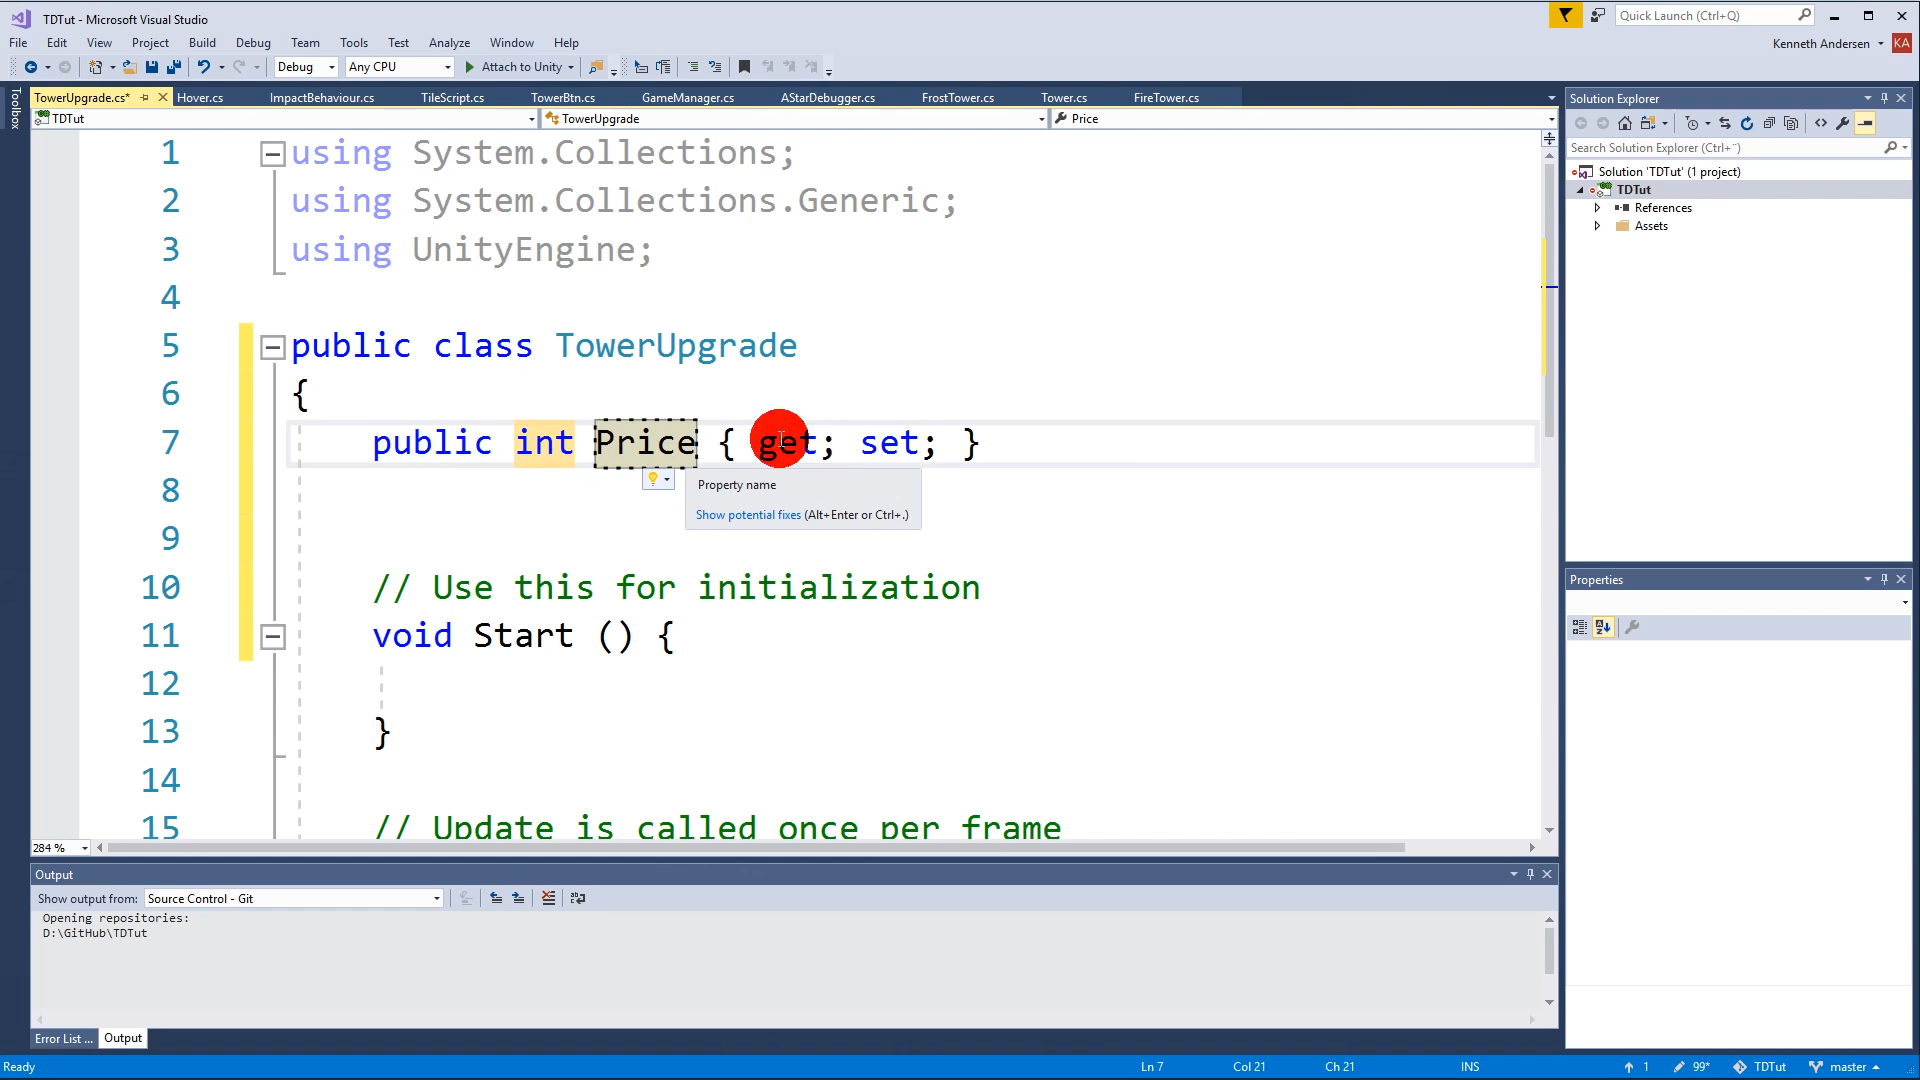 TDTut - Microsoft Visual Studio
Quick Launch (Ctrl+Q)
File Edit View Project Build Debug Team Tools Test Analyze Window Help
Kenneth Andersen KA
Debug Any CPU Attach to Unity
Toolbox
TowerUpgrade.cs* Hover.cs ImpactBehaviour.cs TileScript.cs TowerBtn.cs GameManager.cs AStarDebugger.cs FrostTower.cs Tower.cs FireTower.cs
TDTut TowerUpgrade Price
1 using System.Collections;
2 using System.Collections.Generic;
3 using UnityEngine;
4
5 public class TowerUpgrade
6 {
7 public int Price { get; set; }
8
Property name
Show potential fixes (Alt+Enter or Ctrl+.)
9
10 // Use this for initialization
11 void Start () {
12
13 }
14
15 // Update is called once per frame
284 %
Output
Show output from: Source Control - Git
Opening repositories:
D:\GitHub\TDTut
Error List ... Output
Solution Explorer
Search Solution Explorer (Ctrl+¨)
Solution 'TDTut' (1 project)
TDTut
References
Assets
Properties
Ready Ln 7 Col 21 Ch 21 INS 1 99* TDTut master